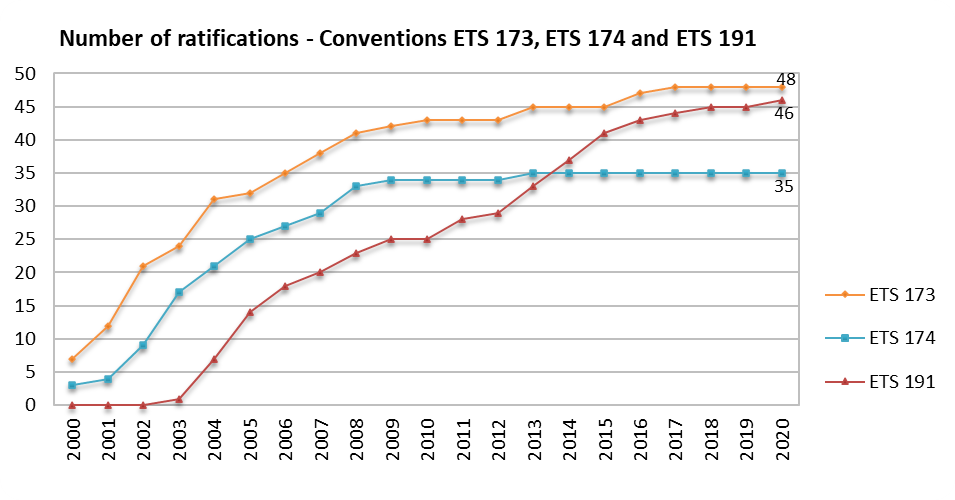 Number of ratifications - Conventions ETS 173, ETS 174 and ETS 191
50
45
40
35
30
25
20
15
10
5
0
48
46
35
2000 2001 2002 2003 2004 2005 2006 2007 2008 2009 2010 2011 2012 2013 2014 2015 2016 2017 2018 2019 2020
ETS 173
ETS 174
ETS 191